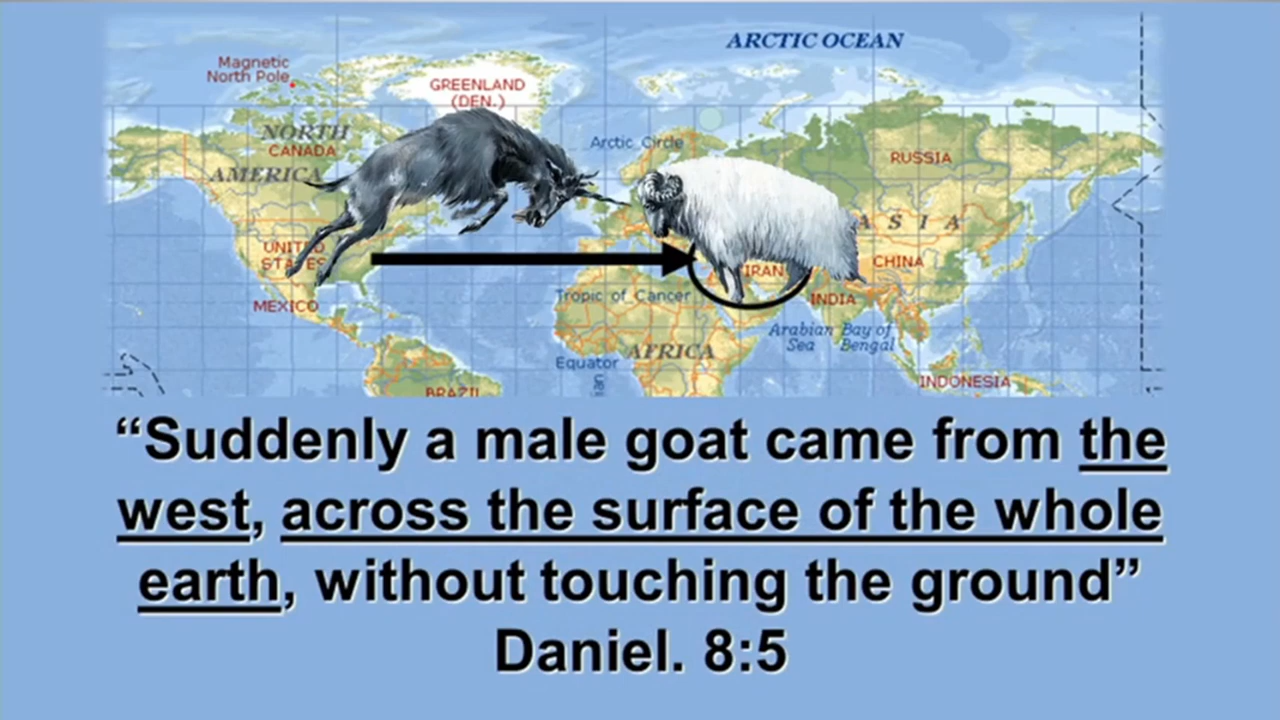 ARCTIC OCEAN
Magnetic
North Pole
GREENLAND
(DEN.)
NORTH
CANADA
AMERICA
Arctic Circle
RUSSIA
ASIA
UNITED
STATES
IRAN
CHINA
MEXICO
Tropic of Cancer
INDIA
Arabian
Sea
Bay of
Bengal
Equator
AFRICA
INDONESIA
BRAZIL
“Suddenly a male goat came from the
west, across the surface of the whole
earth, without touching the ground”
Daniel. 8:5